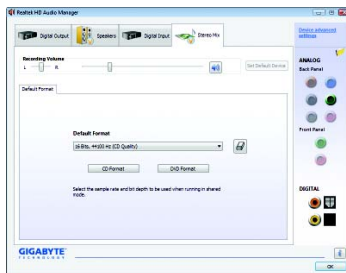 Realtek HD Audio Manager
Digital Output
Speakers
Digital Input
Stereo Mix
Device advanced settings
Recording Volume
L
R
Set Default Device
ANALOG
Back Panel
Default Format
Default Format
16 Bits, 44100 Hz (CD Quality)
CD Format
DVD Format
Select the sample rate and bit depth to be used when running in shared
mode.
Front Panel
DIGITAL
GIGABYTE
TECHNOLOGY
OK